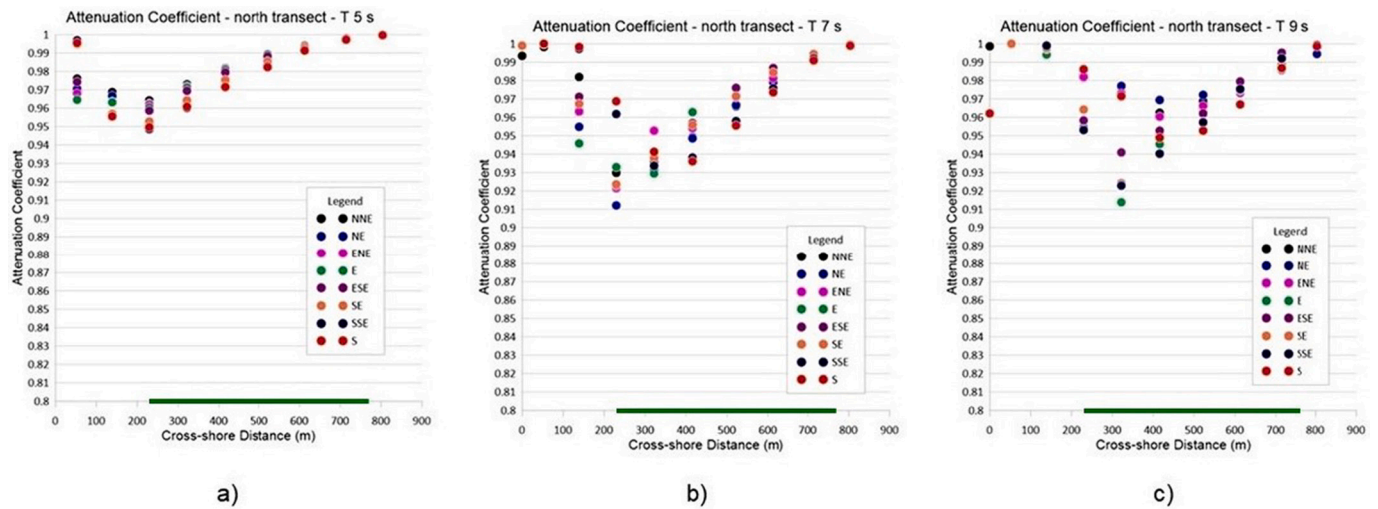 Attenuation Coefficient - north transect - T 5 s
Attenuation Coefficient
1
0.99
0.98
0.97
0.96
0.95
0.94
0.93
0.92
0.91
0.9
0.89
0.88
0.87
0.86
0.85
0.84
0.83
0.82
0.81
0.8
0 100 200 300 400 500 600 700 800 900
Cross-shore Distance (m)
Legend
NNE
NE
ENE
E
ESE
SE
SSE
S
a)
Attenuation Coefficient - north transect - T 7 s
Attenuation Coefficient
1
0.99
0.98
0.97
0.96
0.95
0.94
0.93
0.92
0.91
0.9
0.89
0.88
0.87
0.86
0.85
0.84
0.83
0.82
0.81
0.8
0 100 200 300 400 500 600 700 800 900
Cross-shore Distance (m)
Legend
NNE
NE
ENE
E
ESE
SE
SSE
S
b)
Attenuation Coefficient - north transect - T 9 s
Attenuation Coefficient
1
0.99
0.98
0.97
0.96
0.95
0.94
0.93
0.92
0.91
0.9
0.89
0.88
0.87
0.86
0.85
0.84
0.83
0.82
0.81
0.8
0 100 200 300 400 500 600 700 800 900
Cross-shore Distance (m)
Legend
NNE
NE
ENE
E
ESE
SE
SSE
S
c)